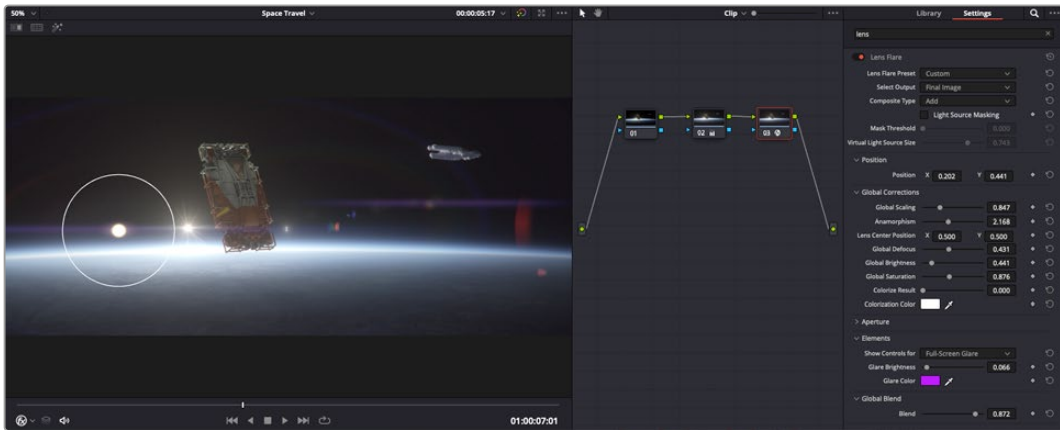 50%
Space Travel
00:00:05:17
Clip
Library
Settings
lens
Lens Flare
Lens Flare Preset Custom
Select Output Final Image
Composite Type Add
Light Source Masking
Mask Threshold 0.000
Virtual Light Source Size 0.743
Position
Position X 0.202 Y 0.441
Global Corrections
Global Scaling 0.847
Anamorphism 2.168
Lens Center Position X 0.500 Y 0.500
Global Defocus 0.431
Global Brightness 0.441
Global Saturation 0.876
Colorize Result 0.000
Colorization Color
Aperture
Elements
Show Controls for Full-Screen Glare
Glare Brightness 0.066
Glare Color
Global Blend
Blend 0.872
01
02
03
01:00:07:01